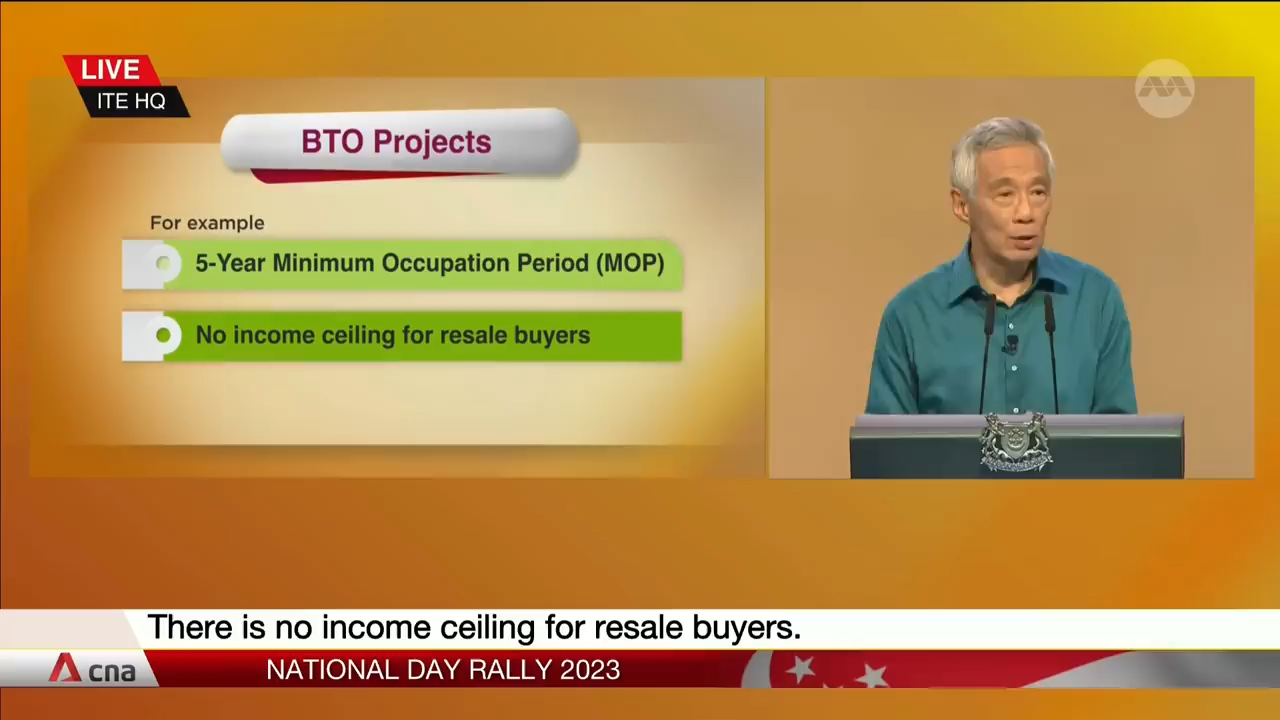 LIVE
ITE HQ
BTO Projects
For example
5-Year Minimum Occupation Period (MOP)
No income ceiling for resale buyers
There is no income ceiling for resale buyers.
cna
NATIONAL DAY RALLY 2023